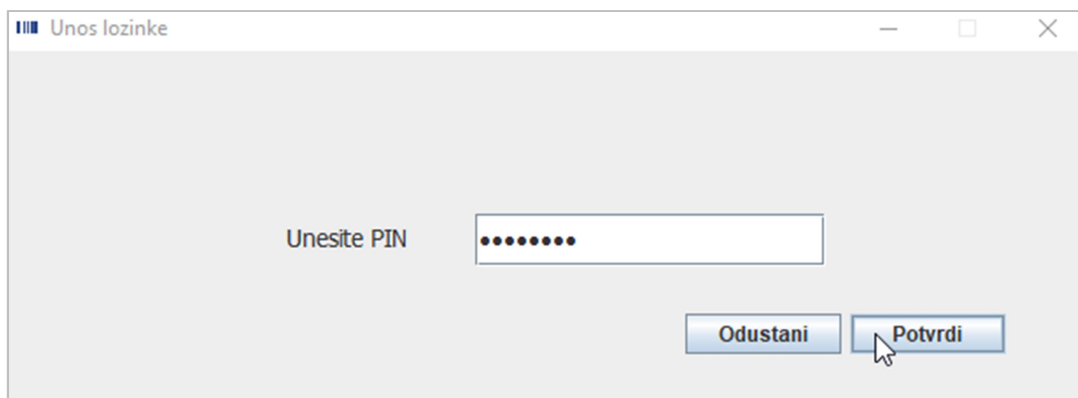 Unos lozinke
Unesite PIN ••••••••
Odustani Potvrdi